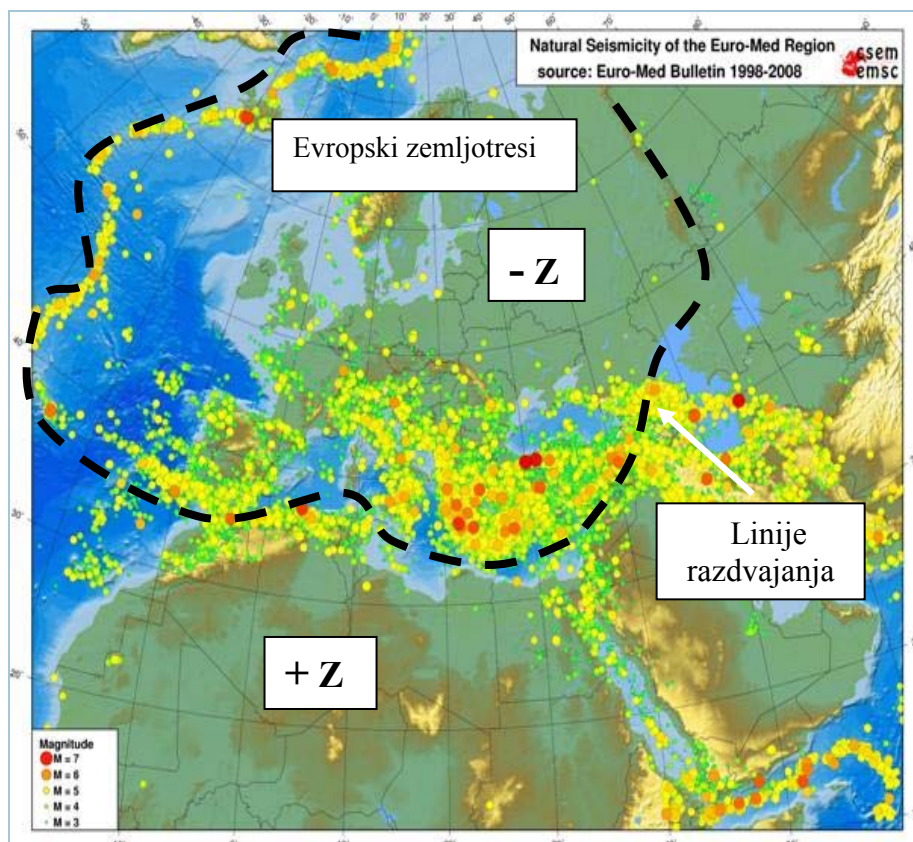 Natural Seismicity of the Euro-Med Region
source: Euro-Med Bulletin 1998-2008
csem
emsc
Evropski zemljotresi
- Z
Linije
razdvajanja
+ Z
Magnitude
M = 7
M = 6
M = 5
M = 4
M = 3